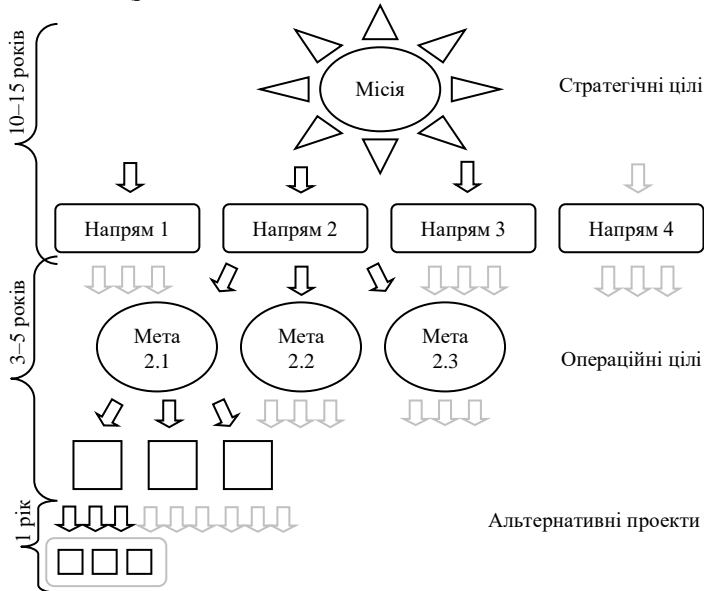 10–15 років
Місія
Стратегічні цілі
Напрям 1
Напрям 2
Напрям 3
Напрям 4
3–5 років
Мета
2.1
Мета
2.2
Мета
2.3
Операційні цілі
1 рік
Альтернативні проекти